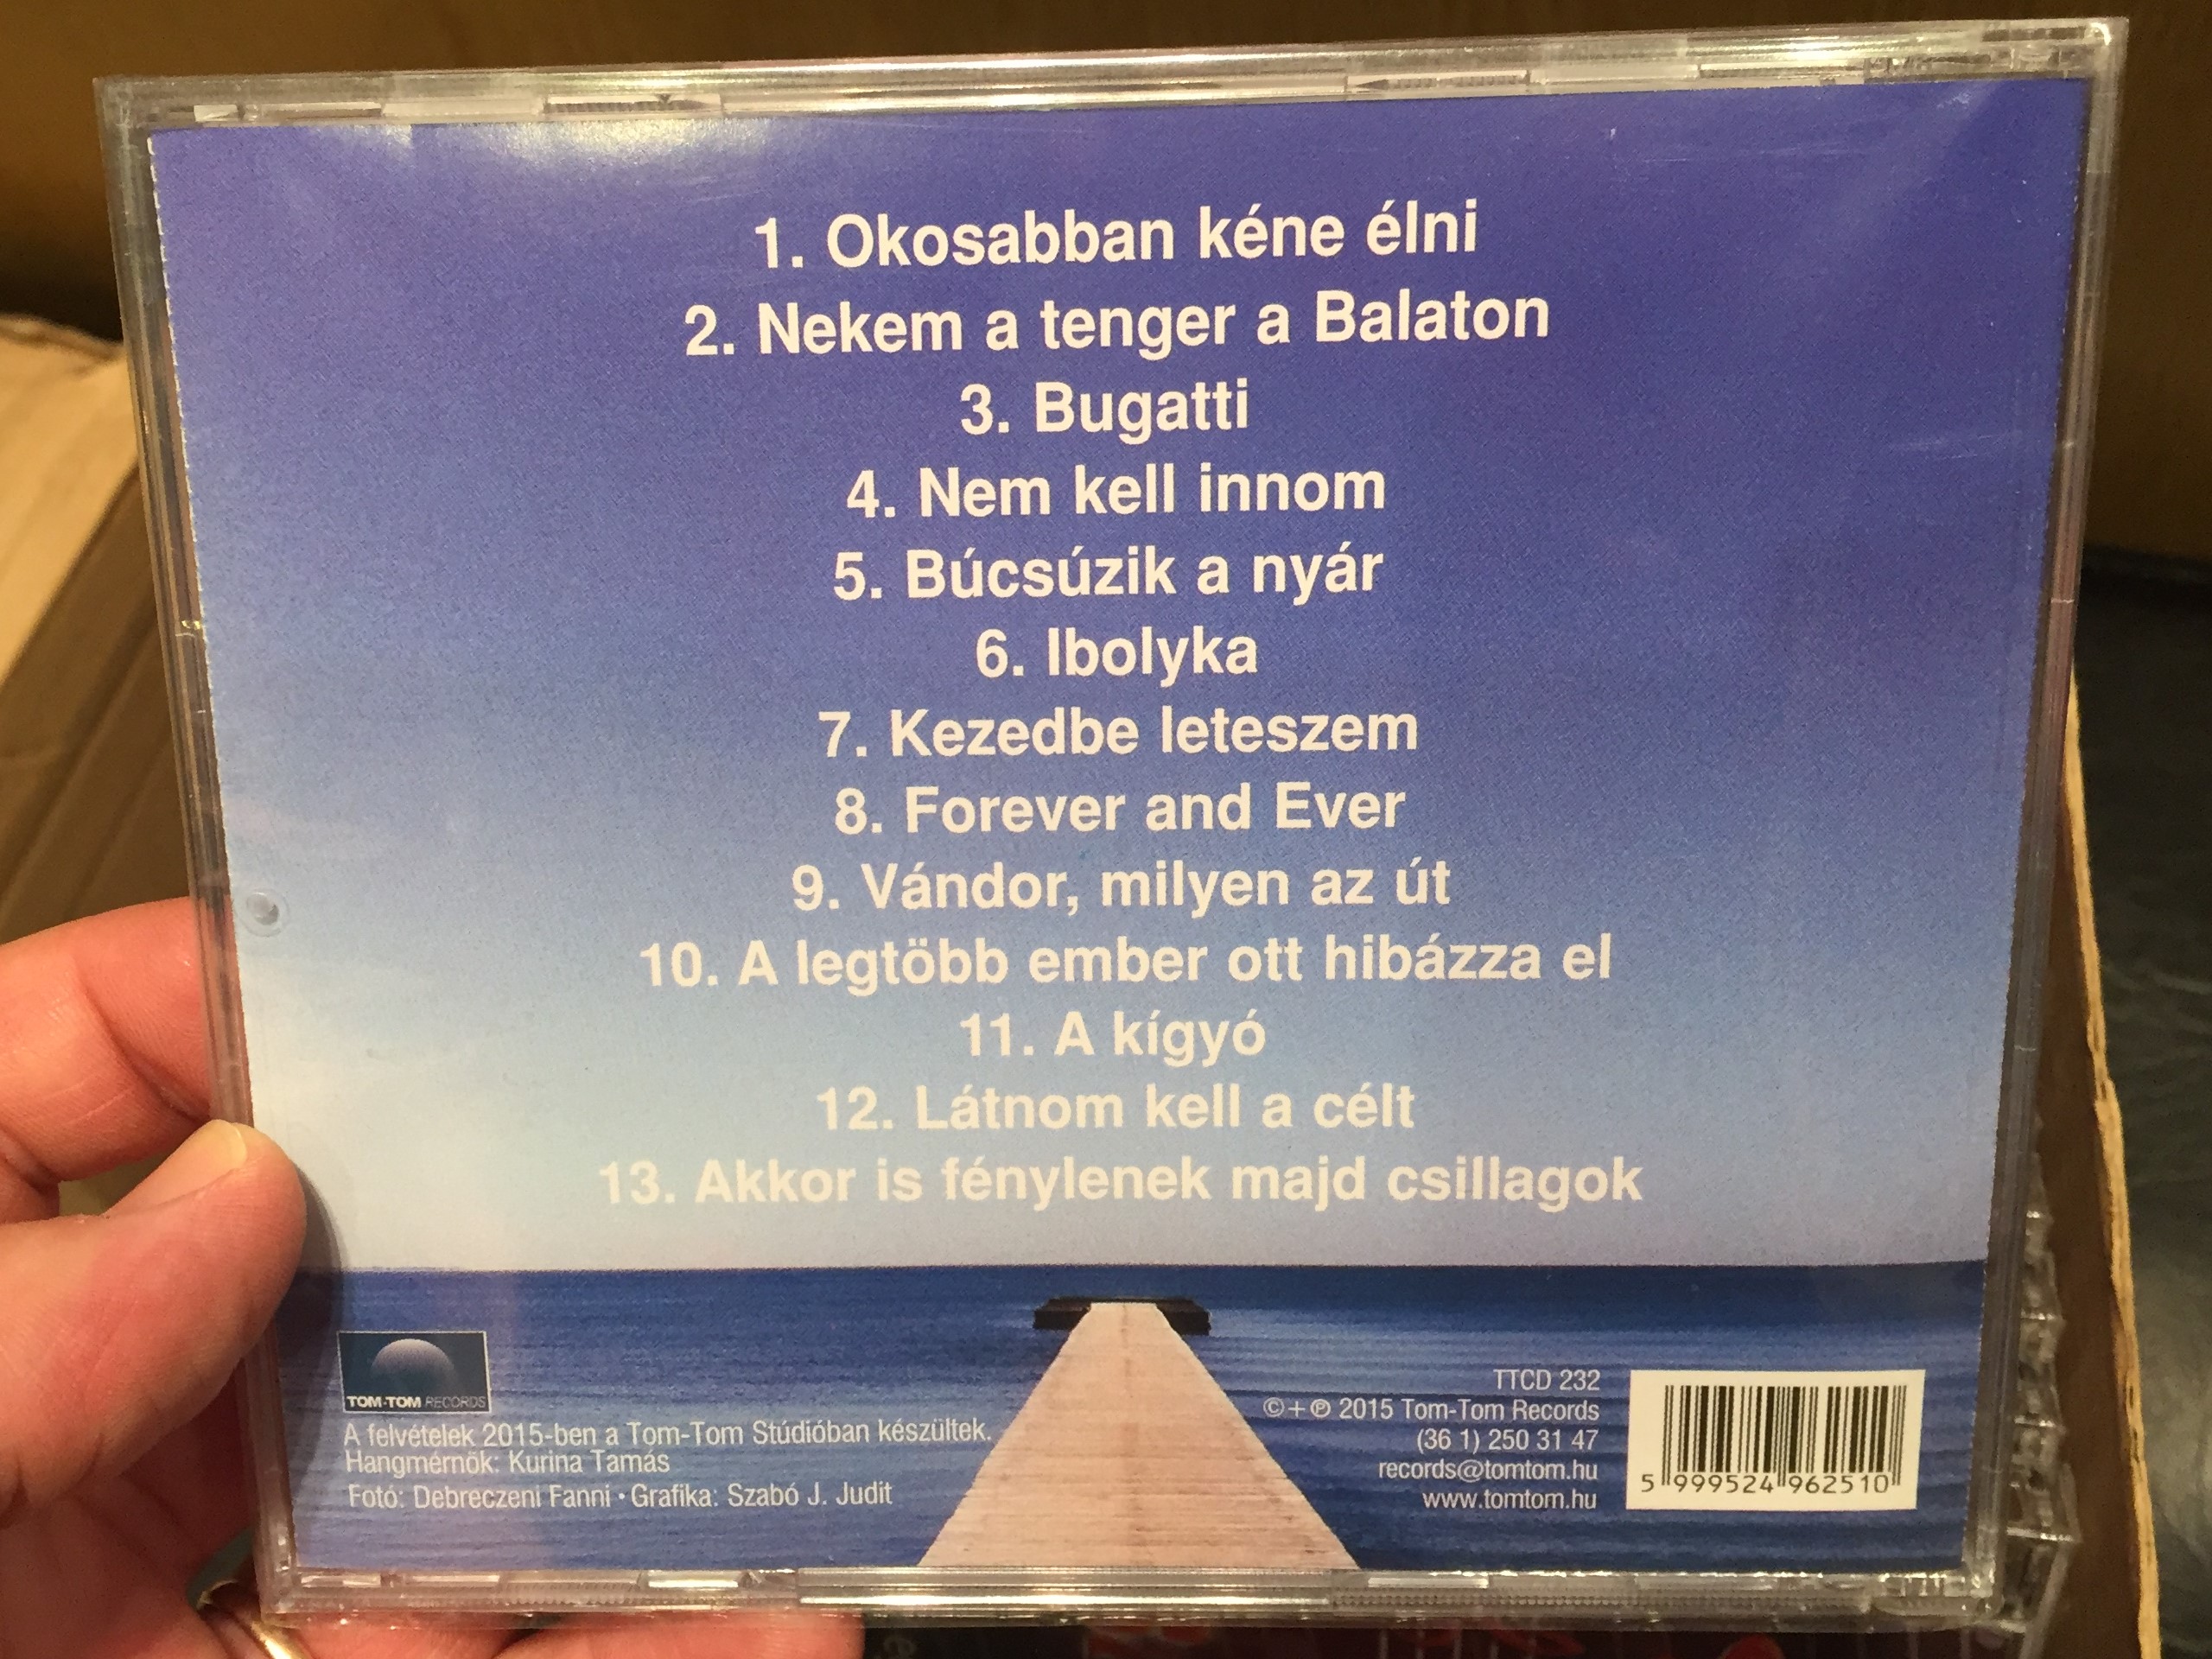 1. Okosabban kéne élni
2. Nekem a tenger a Balaton
3. Bugatti
4. Nem kell innom
5. Búcsúzik a nyár
6. Ibolyka
7. Kezedbe leteszem
8. Forever and Ever
9. Vándor, milyen az út
10. A legtöbb ember ott hibázza el
11. A kígyó
12. Látnom kell a célt
13. Akkor is fénylenek majd csillagok
TOM-TOM RECORDS
A felvételek 2015-ben a Tom-Tom Stúdióban készültek.
Hangmérnök: Kurina Tamás
Fotó: Debreczeni Fanni • Grafika: Szabó J. Judit
TTCD 232
©+℗ 2015 Tom-Tom Records
(36 1) 250 31 47
records@tomtom.hu
www.tomtom.hu
5 999524 962510